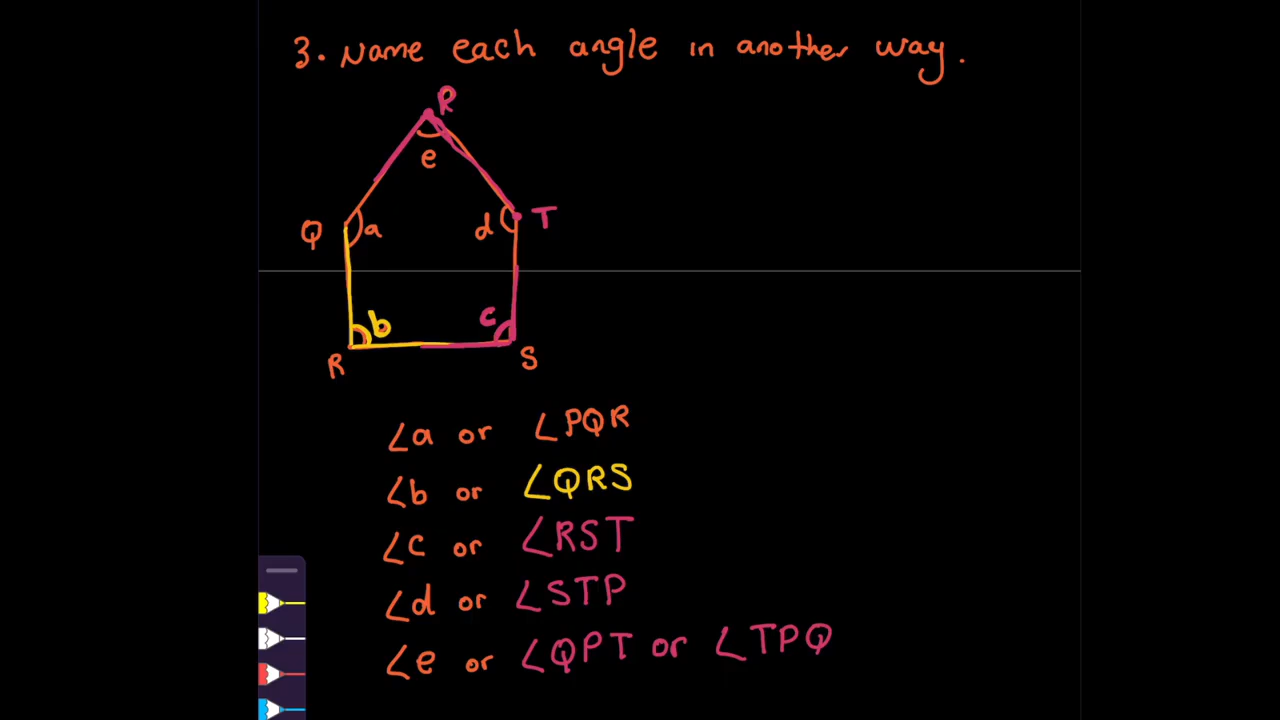 3. Name each angle in another way.
R
e
Q
a
d
T
b
c
R
S
∠a or ∠PQR
∠b or ∠QRS
∠c or ∠RST
∠d or ∠STP
∠e or ∠QPT or ∠TPQ